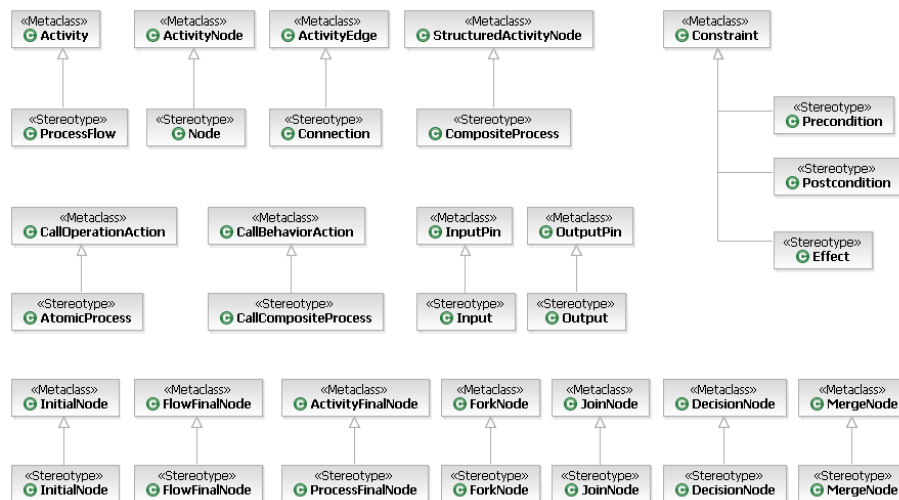 «Metaclass»
Activity
«Metaclass»
ActivityNode
«Metaclass»
ActivityEdge
«Metaclass»
StructuredActivityNode
«Metaclass»
Constraint
«Stereotype»
ProcessFlow
«Stereotype»
Node
«Stereotype»
Connection
«Stereotype»
CompositeProcess
«Stereotype»
Precondition
«Stereotype»
Postcondition
«Stereotype»
Effect
«Metaclass»
CallOperationAction
«Metaclass»
CallBehaviorAction
«Metaclass»
InputPin
«Metaclass»
OutputPin
«Stereotype»
AtomicProcess
«Stereotype»
CallCompositeProcess
«Stereotype»
Input
«Stereotype»
Output
«Metaclass»
InitialNode
«Metaclass»
FlowFinalNode
«Metaclass»
ActivityFinalNode
«Metaclass»
ForkNode
«Metaclass»
JoinNode
«Metaclass»
DecisionNode
«Metaclass»
MergeNode
«Stereotype»
InitialNode
«Stereotype»
FlowFinalNode
«Stereotype»
ProcessFinalNode
«Stereotype»
ForkNode
«Stereotype»
JoinNode
«Stereotype»
DecisionNode
«Stereotype»
MergeNode